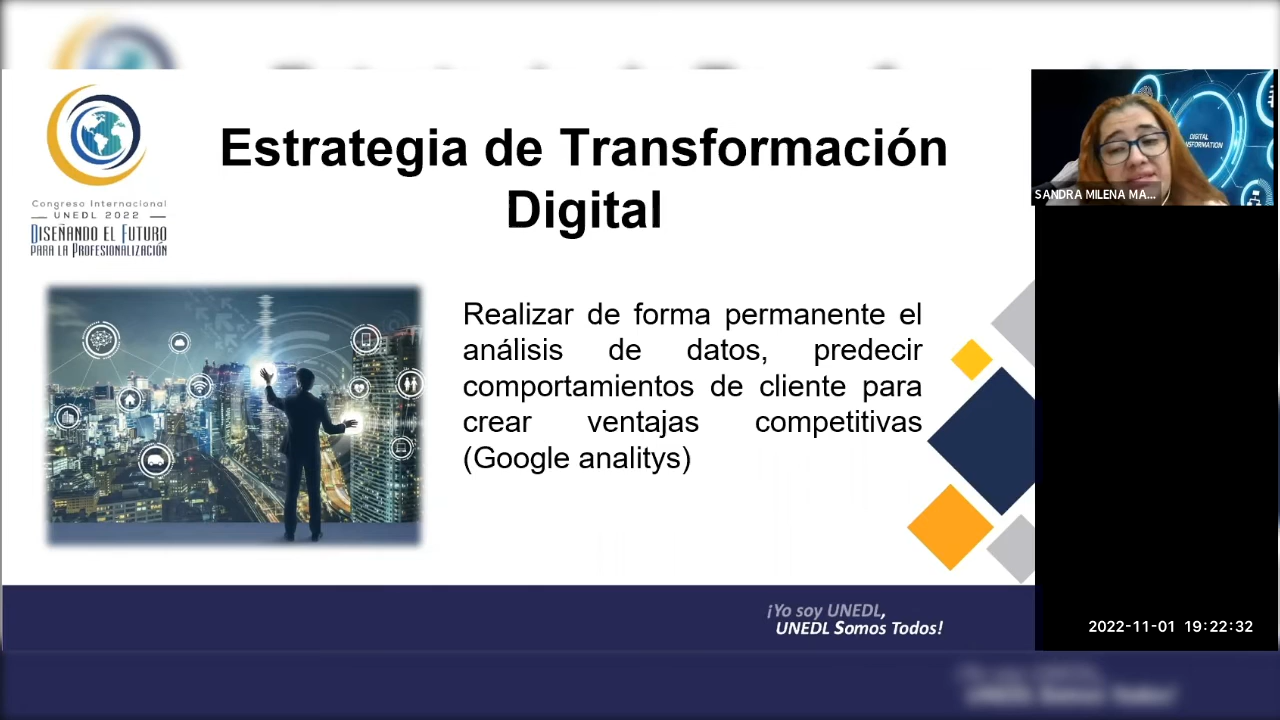 Estrategia de Transformación
Digital
Congreso Internacional
UNEDL 2022
DISEÑANDO EL FUTURO
PARA LA PROFESIONALIZACIÓN
Realizar de forma permanente el
análisis de datos, predecir
comportamientos de cliente para
crear ventajas competitivas
(Google analitys)
¡Yo soy UNEDL,
UNEDL Somos Todos!
DIGITAL
SANDRA MILENA MA...
2022-11-01 19:22:32